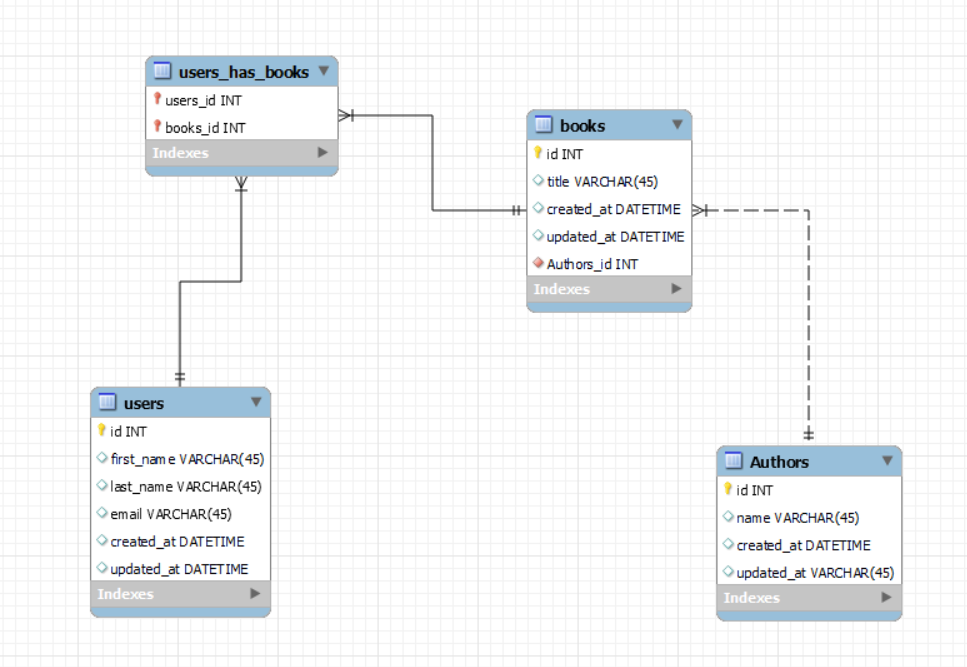 users_has_books
users_id INT
books_id INT
Indexes
books
id INT
title VARCHAR(45)
created_at DATETIME
updated_at DATETIME
Authors_id INT
Indexes
users
id INT
first_name VARCHAR(45)
last_name VARCHAR(45)
email VARCHAR(45)
created_at DATETIME
updated_at DATETIME
Indexes
Authors
id INT
name VARCHAR(45)
created_at DATETIME
updated_at VARCHAR(45)
Indexes